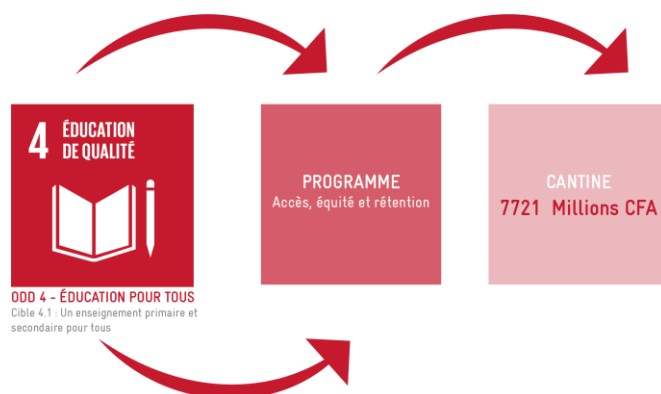 4 ÉDUCATION
DE QUALITÉ
ODD 4 - ÉDUCATION POUR TOUS
Cible 4.1 : Un enseignement primaire et
secondaire pour tous
PROGRAMME
Accès, équité et rétention
CANTINE
7721 Millions CFA